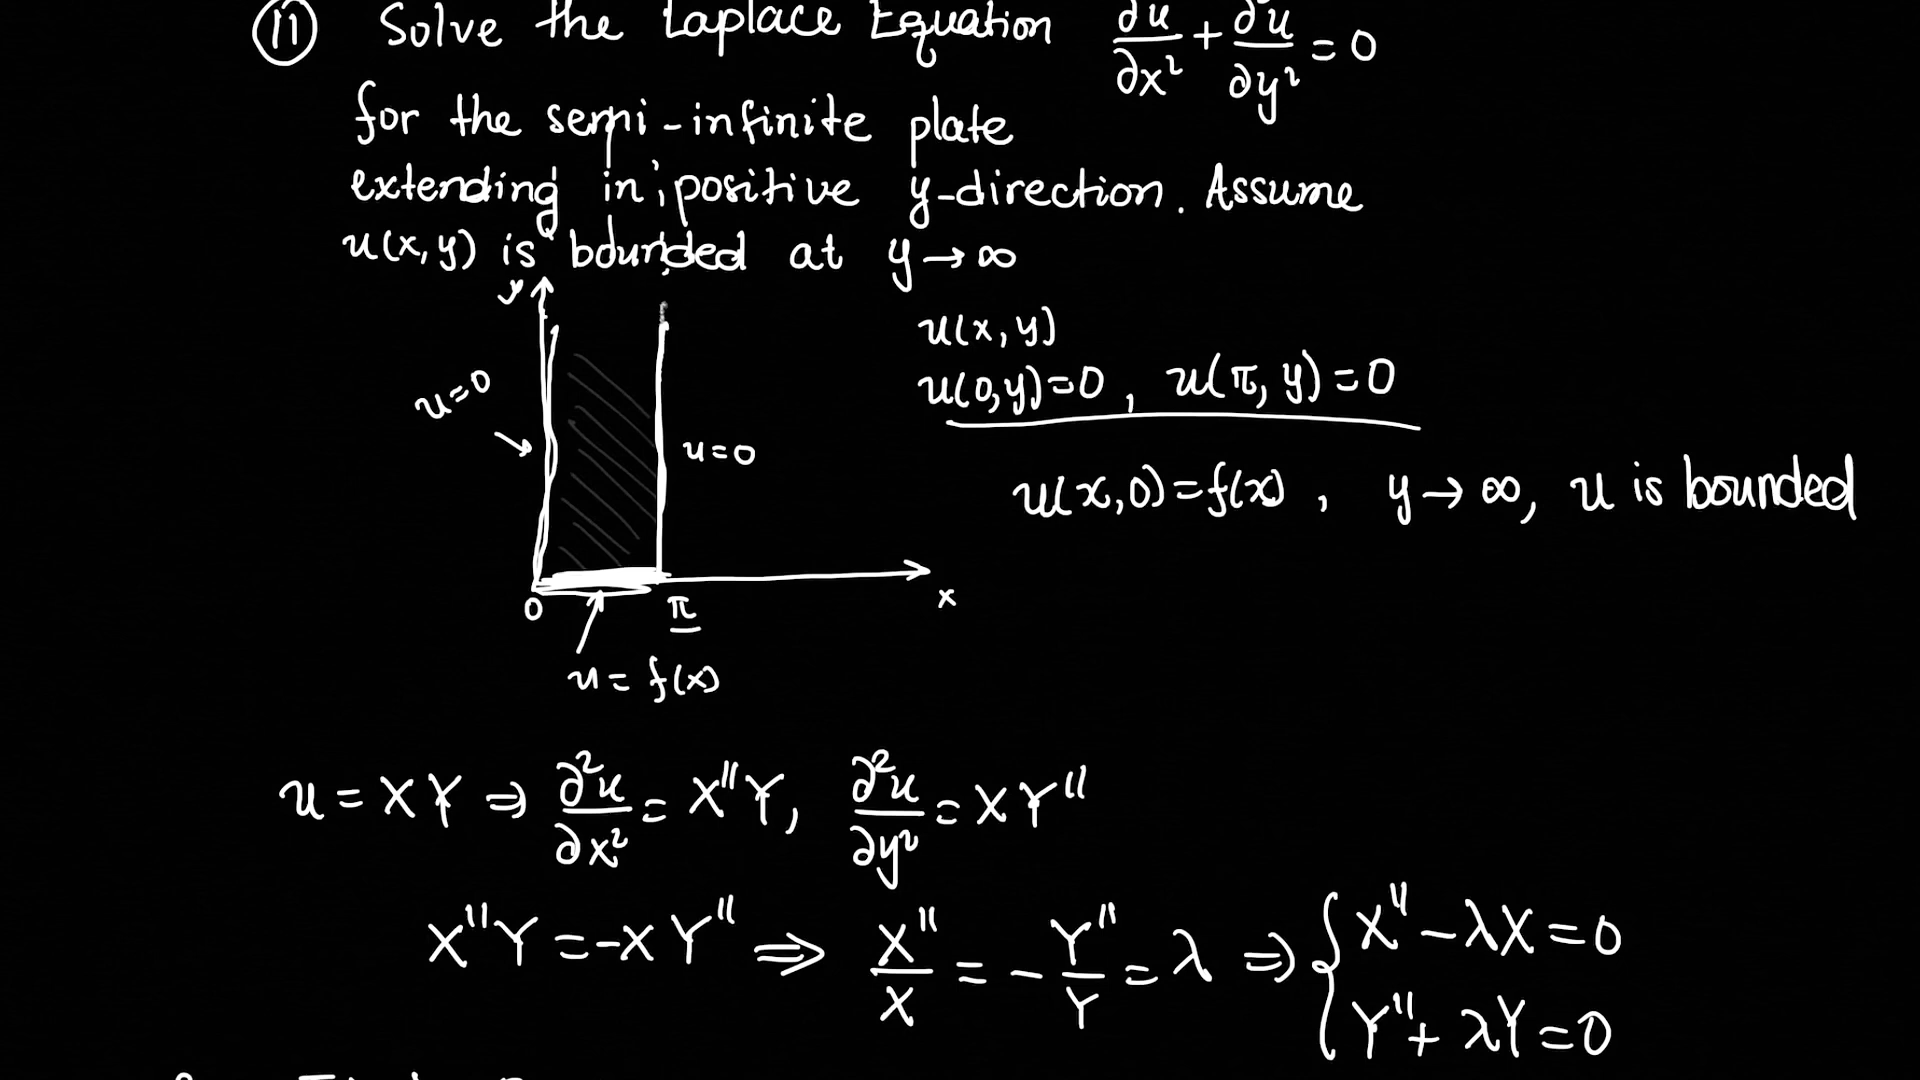 ⑪ Solve the Laplace Equation ∂²u/∂x² + ∂²u/∂y² = 0
for the semi-infinite plate
extending in positive y-direction. Assume
u(x,y) is bounded at y→∞
y
u(x,y)
u=0
u(0,y)=0, u(π,y)=0
u=0
u(x,0)=f(x), y→∞, u is bounded
0 π x
u=f(x)
u=XY ⇒ ∂²u/∂x² = X''Y, ∂²u/∂y² = XY''
X''Y=-XY'' ⇒ X''/X = -Y''/Y = λ ⇒ { X''-λX=0
Y''+λY=0